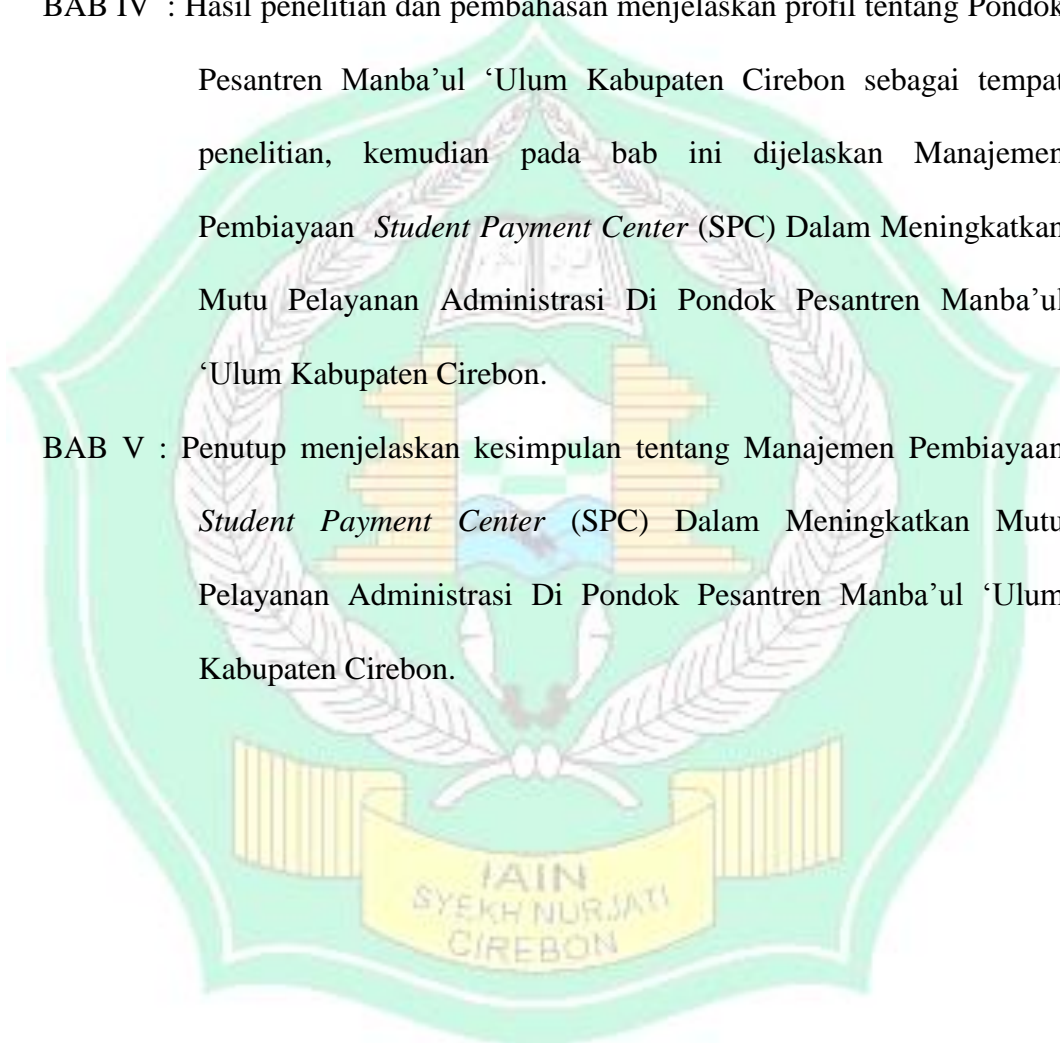 BAB IV : Hasil penelitian dan pembahasan menjelaskan profil tentang Pondok
Pesantren Manba’ul ‘Ulum Kabupaten Cirebon sebagai tempat
penelitian, kemudian pada bab ini dijelaskan Manajemen
Pembiayaan Student Payment Center (SPC) Dalam Meningkatkan
Mutu Pelayanan Administrasi Di Pondok Pesantren Manba’ul
‘Ulum Kabupaten Cirebon.
BAB V : Penutup menjelaskan kesimpulan tentang Manajemen Pembiayaan
Student Payment Center (SPC) Dalam Meningkatkan Mutu
Pelayanan Administrasi Di Pondok Pesantren Manba’ul ‘Ulum
Kabupaten Cirebon.
IAIN
SYEKH NURJATI
CIREBON